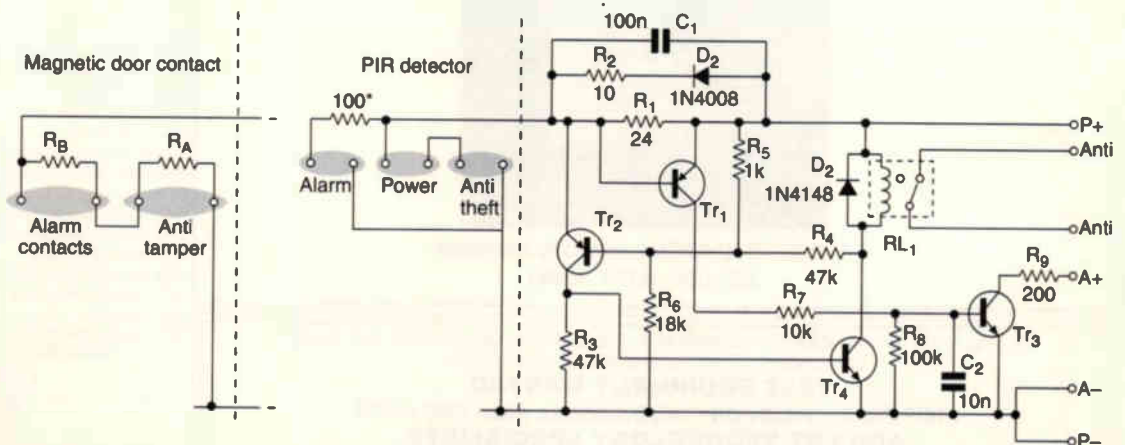 Magnetic door contact
PIR detector
100n
C1
R2
10
D2
1N4008
R1
24
100*
RB
RA
Alarm contacts
Anti tamper
Alarm
Power
Anti theft
Tr1
R5
1k
D2
1N4148
RL1
P+
Anti
Anti
Tr2
R4
47k
R9
200
A+
R6
18k
R7
10k
Tr3
R3
47k
Tr4
R8
100k
C2
10n
A–
P–